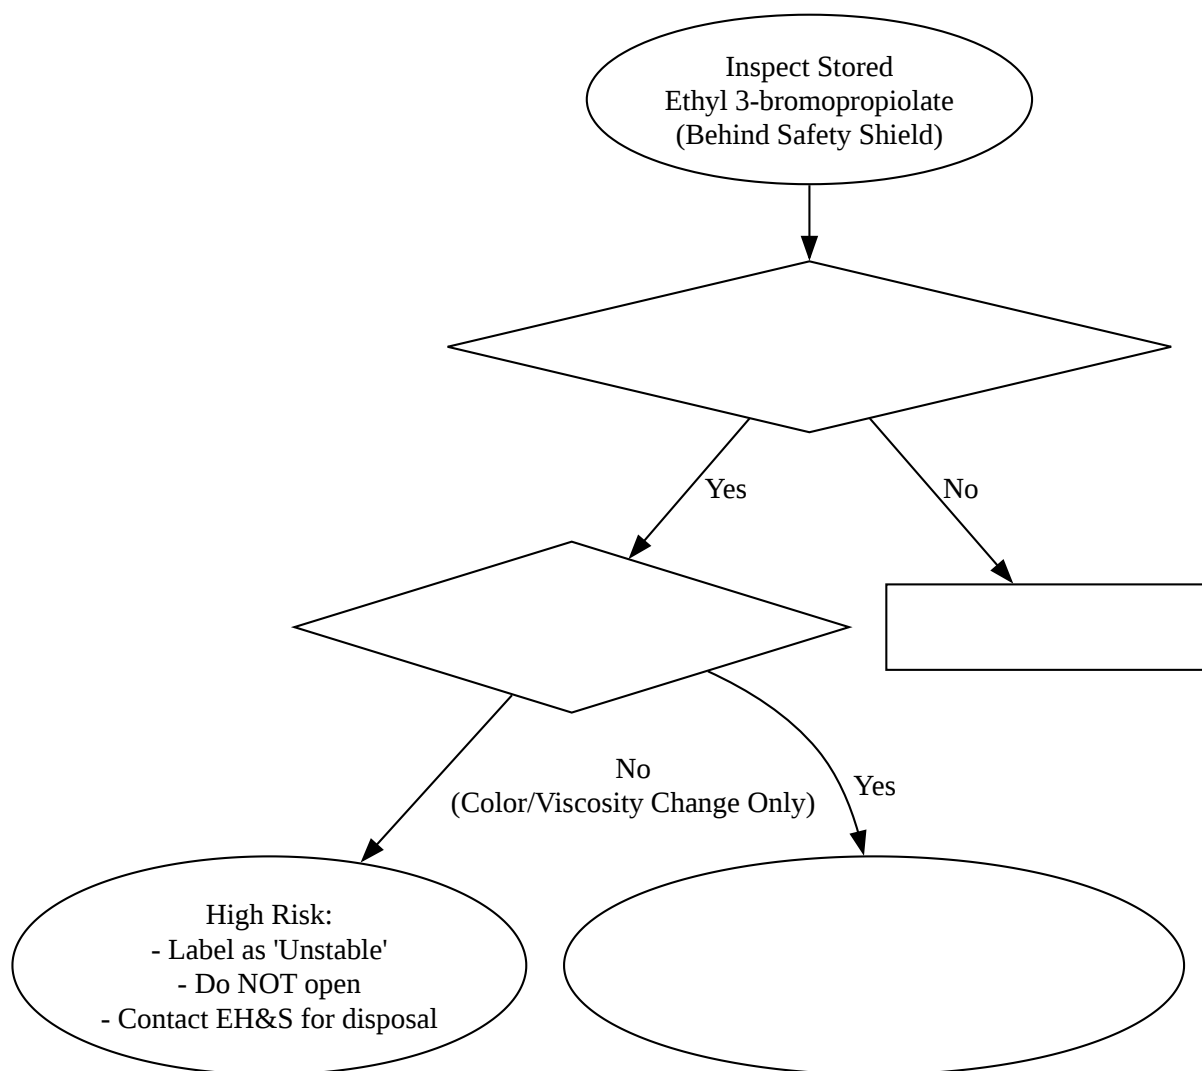 Inspect Stored
Ethyl 3-bromopropiolate
(Behind Safety Shield)
Yes
No
No
(Color/Viscosity Change Only)
Yes
High Risk:
- Label as 'Unstable'
- Do NOT open
- Contact EH&S for disposal